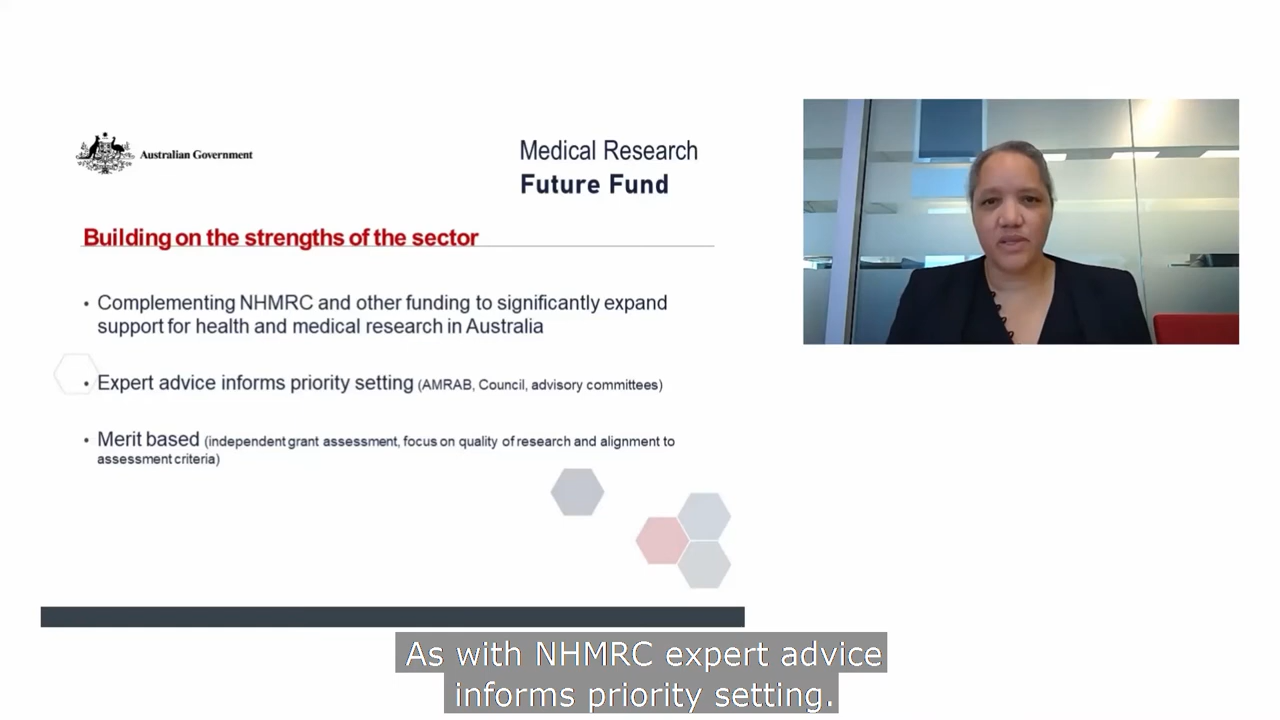 Australian Government
Medical Research
Future Fund
Building on the strengths of the sector
• Complementing NHMRC and other funding to significantly expand
support for health and medical research in Australia
• Expert advice informs priority setting (AMRAB, Council, advisory committees)
• Merit based (independent grant assessment, focus on quality of research and alignment to
assessment criteria)
As with NHMRC expert advice
informs priority setting.